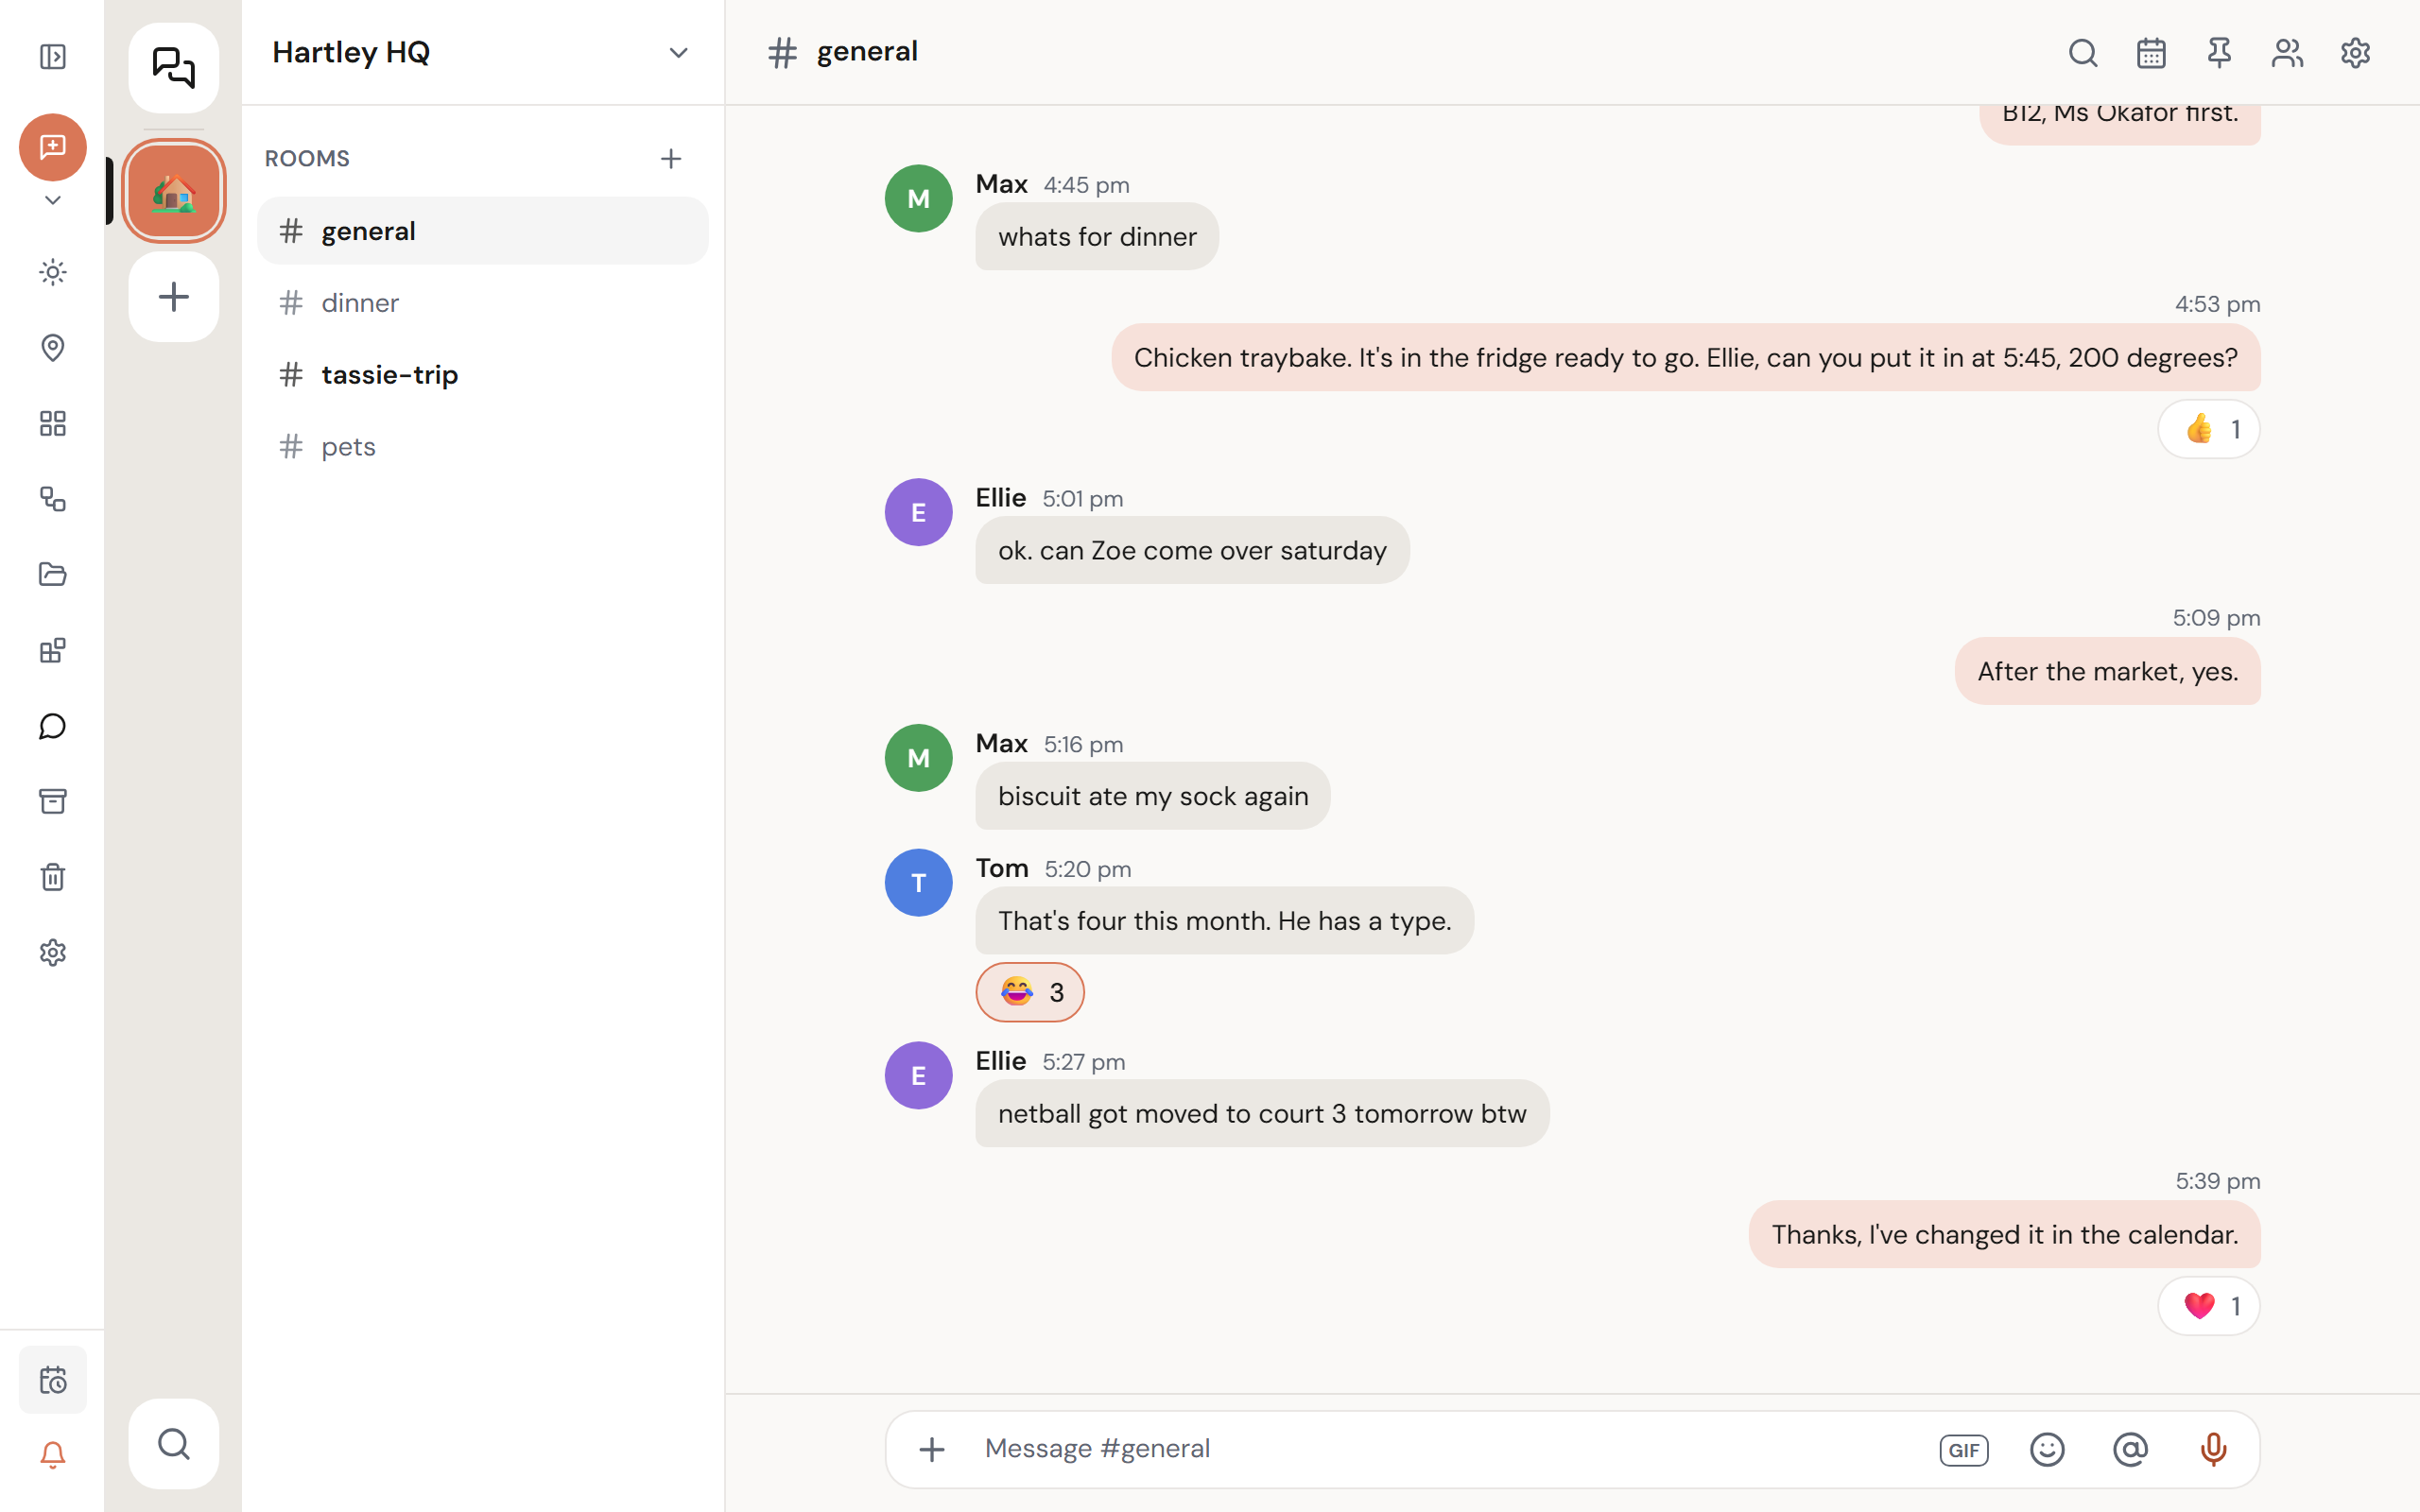 Hartley HQ
ROOMS
general
dinner
tassie-trip
pets
general
B12, Ms Okafor first.
M
Max 4:45 pm
whats for dinner
4:53 pm
Chicken traybake. It's in the fridge ready to go. Ellie, can you put it in at 5:45, 200 degrees?
👍 1
E
Ellie 5:01 pm
ok. can Zoe come over saturday
5:09 pm
After the market, yes.
M
Max 5:16 pm
biscuit ate my sock again
T
Tom 5:20 pm
That's four this month. He has a type.
😂 3
E
Ellie 5:27 pm
netball got moved to court 3 tomorrow btw
5:39 pm
Thanks, I've changed it in the calendar.
❤️ 1
Message #general
GIF